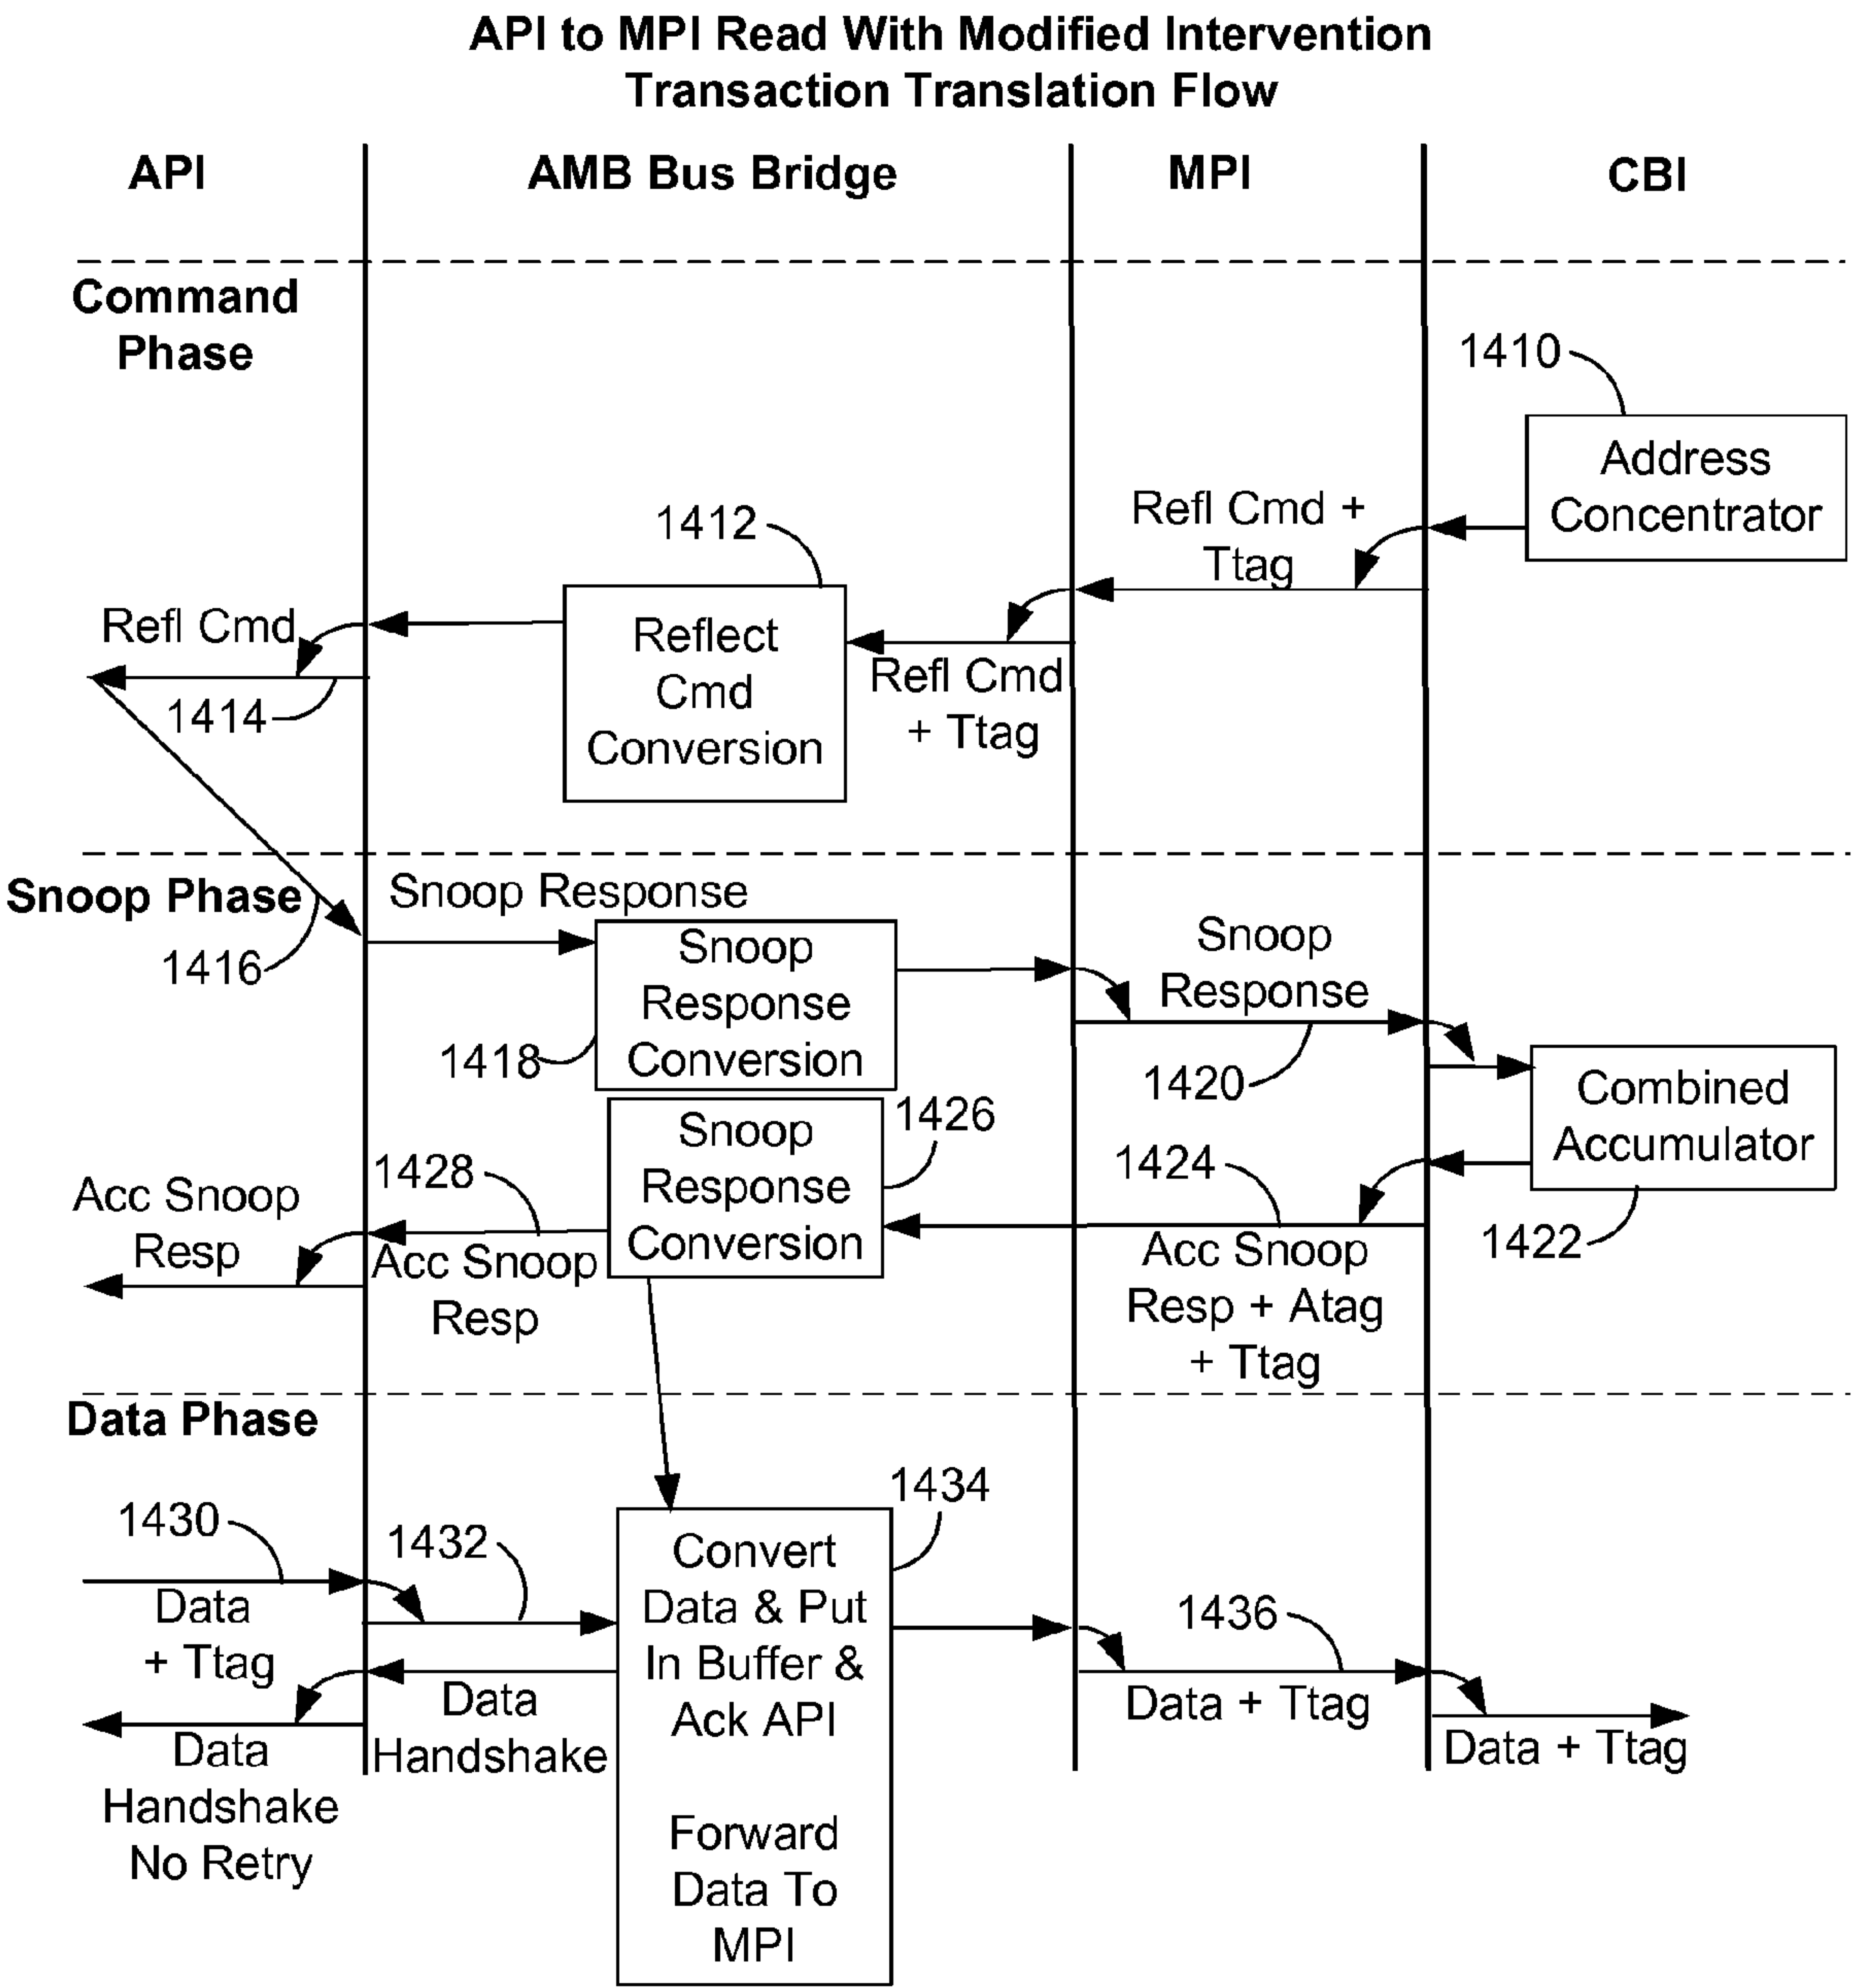 API to MPI Read With Modified Intervention
Transaction Translation Flow
API
AMB Bus Bridge
MPI
CBI
Command
Phase
1410
Address
Concentrator
Refl Cmd +
Ttag
1412
Reflect
Cmd
Conversion
Refl Cmd
+ Ttag
Refl Cmd
1414
Snoop Phase
1416
Snoop Response
Snoop
Response
Conversion
1418
Snoop
Response
1420
Combined
Accumulator
1422
1424
Acc Snoop
Resp + Atag
+ Ttag
1426
Snoop
Response
Conversion
1428
Acc Snoop
Resp
Acc Snoop
Resp
Data Phase
1430
Data
+ Ttag
1432
1434
Convert
Data & Put
In Buffer &
Ack API
Forward
Data To
MPI
Data
Handshake
Data
Handshake
No Retry
1436
Data + Ttag
Data + Ttag